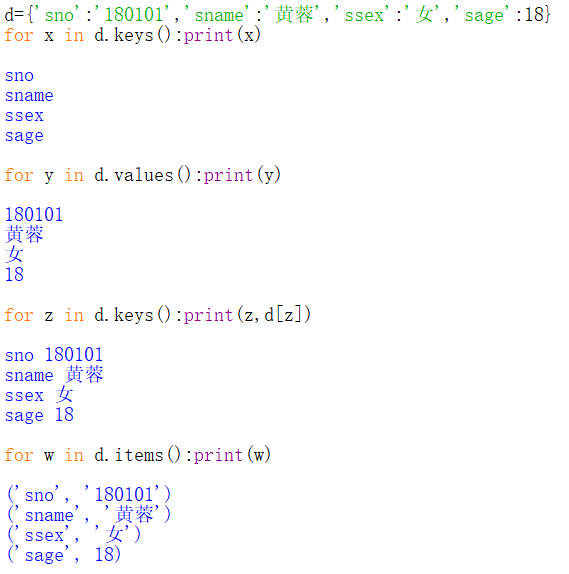 d={'sno':'180101','sname':'黄蓉','ssex':'女','sage':18}
for x in d.keys():print(x)
sno
sname
ssex
sage
for y in d.values():print(y)
180101
黄蓉
女
18
for z in d.keys():print(z,d[z])
sno 180101
sname 黄蓉
ssex 女
sage 18
for w in d.items():print(w)
('sno', '180101')
('sname', '黄蓉')
('ssex', '女')
('sage', 18)